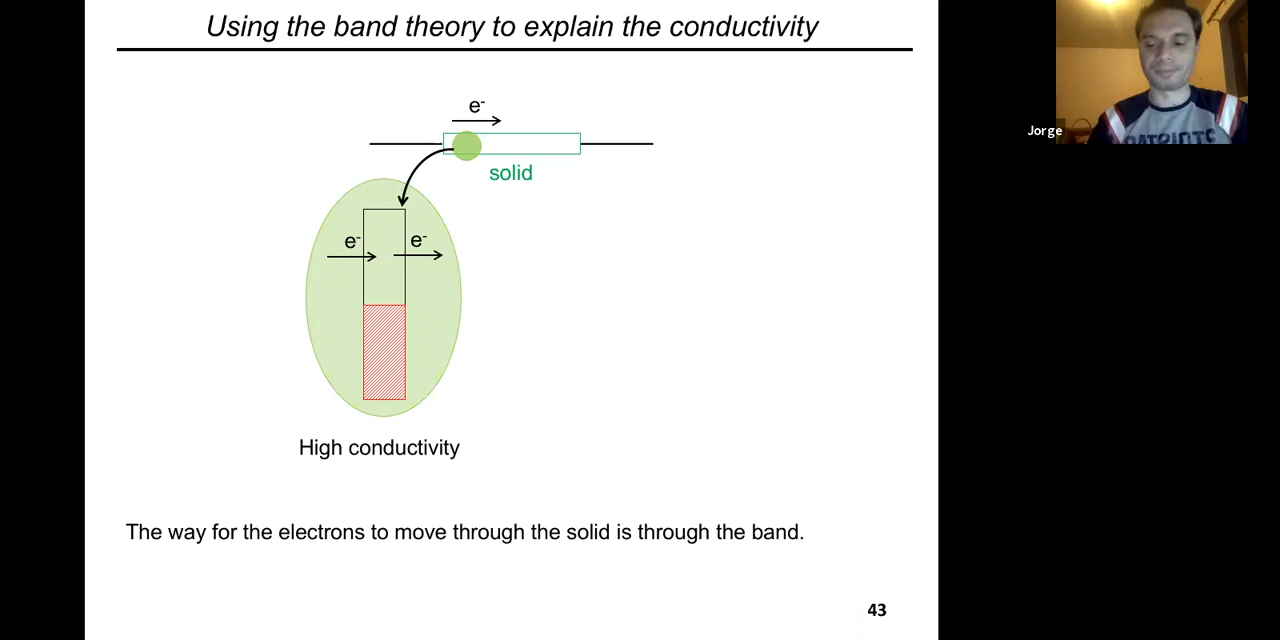 Using the band theory to explain the conductivity
e-
solid
e-
e-
High conductivity
The way for the electrons to move through the solid is through the band.
43
Jorge
PATRIOTS